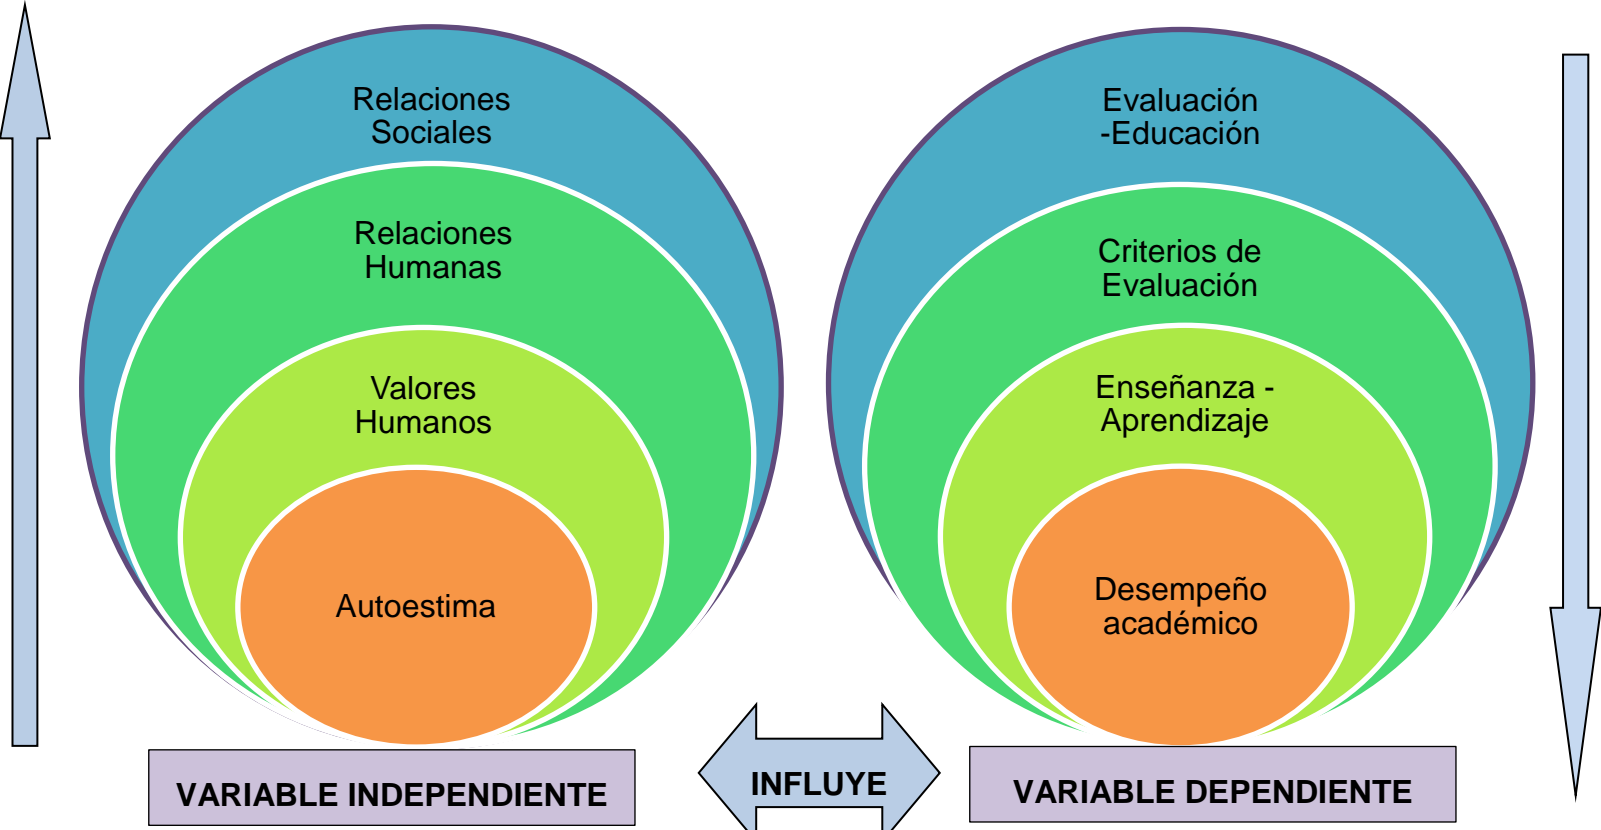 Relaciones
Sociales
Relaciones
Humanas
Valores
Humanos
Autoestima
Evaluación
-Educación
Criterios de
Evaluación
Enseñanza -
Aprendizaje
Desempeño
académico
VARIABLE INDEPENDIENTE
INFLUYE
VARIABLE DEPENDIENTE